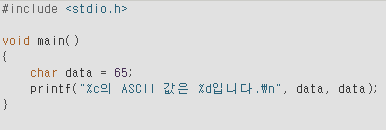 #include <stdio.h>
void main()
{
char data = 65;
printf("%c의 ASCII 값은 %d입니다.₩n", data, data);
}